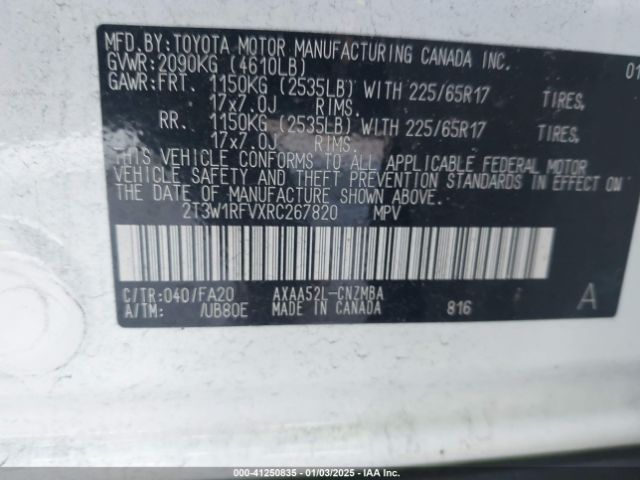 MFD.BY:TOYOTA MOTOR MANUFACTURING CANADA INC.
GVWR:2090KG (4610LB) 01
GAWR:FRT. 1150KG (2535LB) WITH 225/65R17 TIRES,
17x7.0J RIMS,
RR. 1150KG (2535LB) WITH 225/65R17 TIRES,
17x7.0J RIMS.
THIS VEHICLE CONFORMS TO ALL APPLICABLE FEDERAL MOTOR
VEHICLE SAFETY AND THEFT PREVENTION STANDARDS IN EFFECT ON
THE DATE OF MANUFACTURE SHOWN ABOVE.
2T3W1RFVXRC267820 MPV
C/TR:040/FA20 AXAA52L-CNZMBA
A/TM: /UB80E MADE IN CANADA 816 A
000-41250835 - 01/03/2025 - IAAI.CA